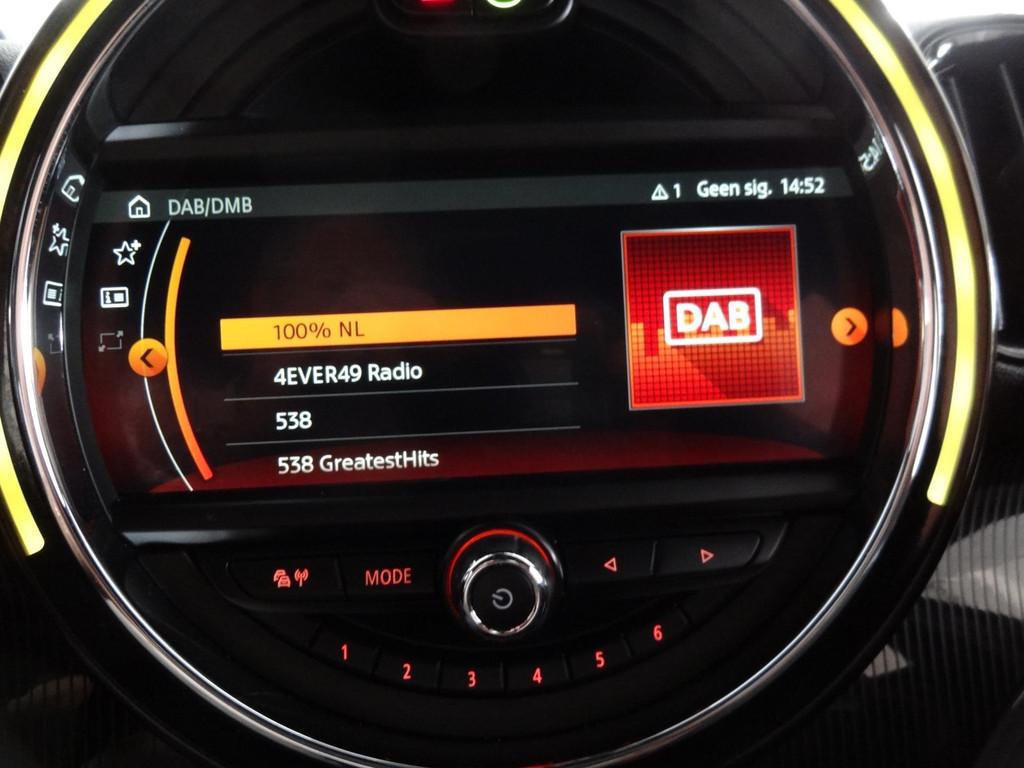 DAB/DMB
1 Geen sig. 14:52
100% NL
DAB
4EVER49 Radio
538
538 GreatestHits
MODE
1 2 3 4 5 6